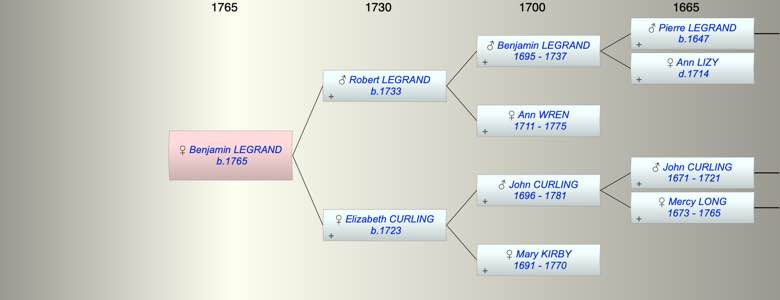 1765 1730 1700 1665
♂ Pierre LEGRAND
b.1647
+
♂ Benjamin LEGRAND
1695 - 1737
+
♀ Ann LIZY
d.1714
+
♂ Robert LEGRAND
b.1733
+
♀ Ann WREN
1711 - 1775
+
♀ Benjamin LEGRAND
b.1765
♂ John CURLING
1671 - 1721
+
♂ John CURLING
1696 - 1781
+
♀ Mercy LONG
1673 - 1765
+
♀ Elizabeth CURLING
b.1723
+
♀ Mary KIRBY
1691 - 1770
+